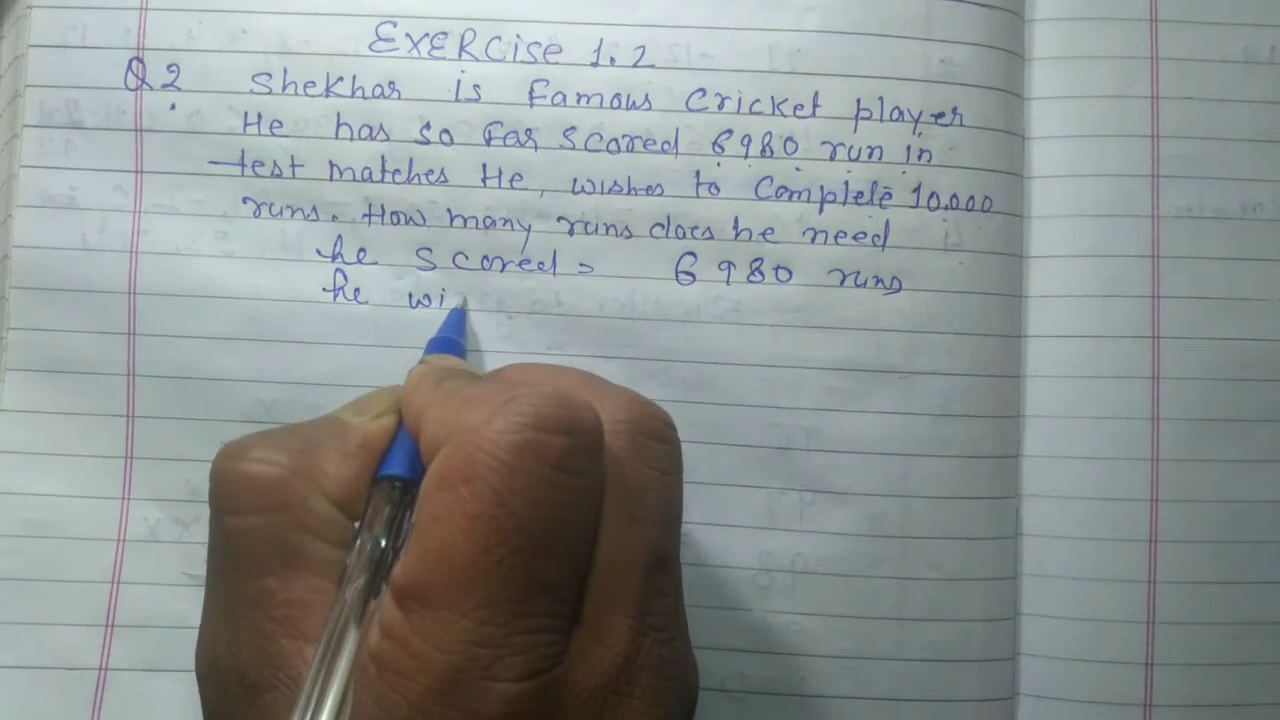 EXERCise 1.2
Q 2 Shekhar is Famous Cricket player
He has so far scored 6980 run in
test matches He, wishes to Complete 10,000
runs. How many runs does he need
he scored = 6980 runs
he wi